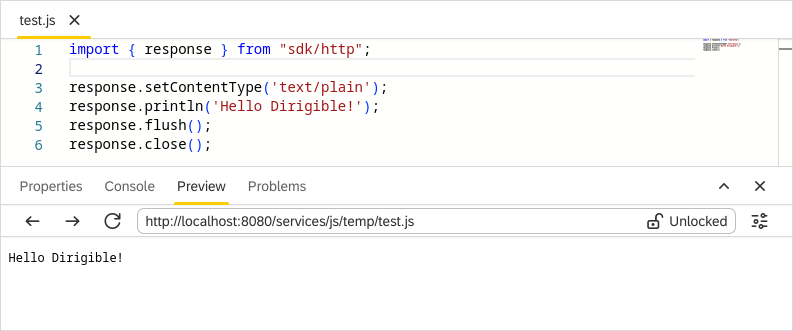 test.js
1 import { response } from "sdk/http";
2
3 response.setContentType('text/plain');
4 response.println('Hello Dirigible!');
5 response.flush();
6 response.close();
Properties Console Preview Problems
http://localhost:8080/services/js/temp/test.js Unlocked
Hello Dirigible!